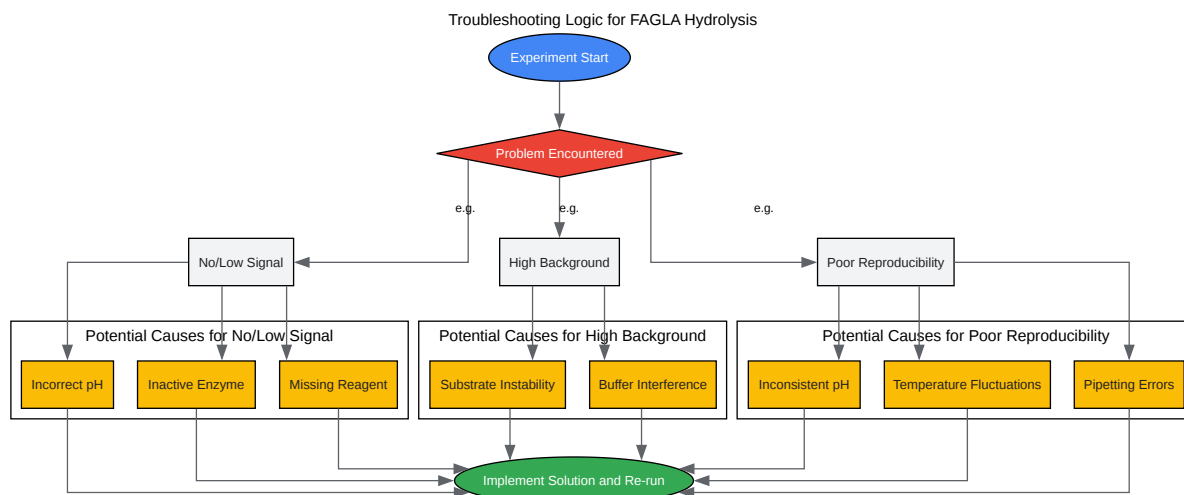 Troubleshooting Logic for FAGLA Hydrolysis
Experiment Start
Problem Encountered
e.g.
e.g.
e.g.
No/Low Signal
High Background
Poor Reproducibility
Potential Causes for No/Low Signal
Potential Causes for High Background
Potential Causes for Poor Reproducibility
Incorrect pH
Inactive Enzyme
Missing Reagent
Substrate Instability
Buffer Interference
Inconsistent pH
Temperature Fluctuations
Pipetting Errors
Implement Solution and Re-run